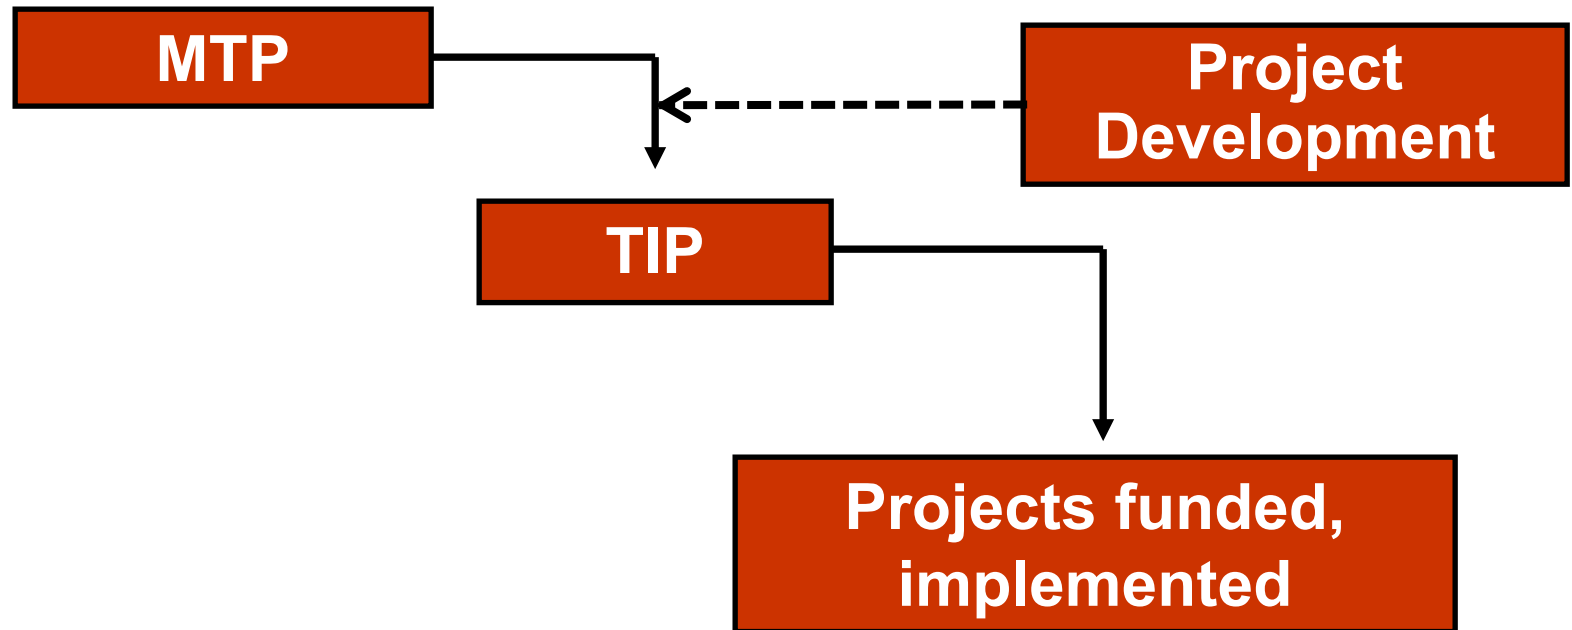 MTP
Project
Development
TIP
Projects funded,
implemented